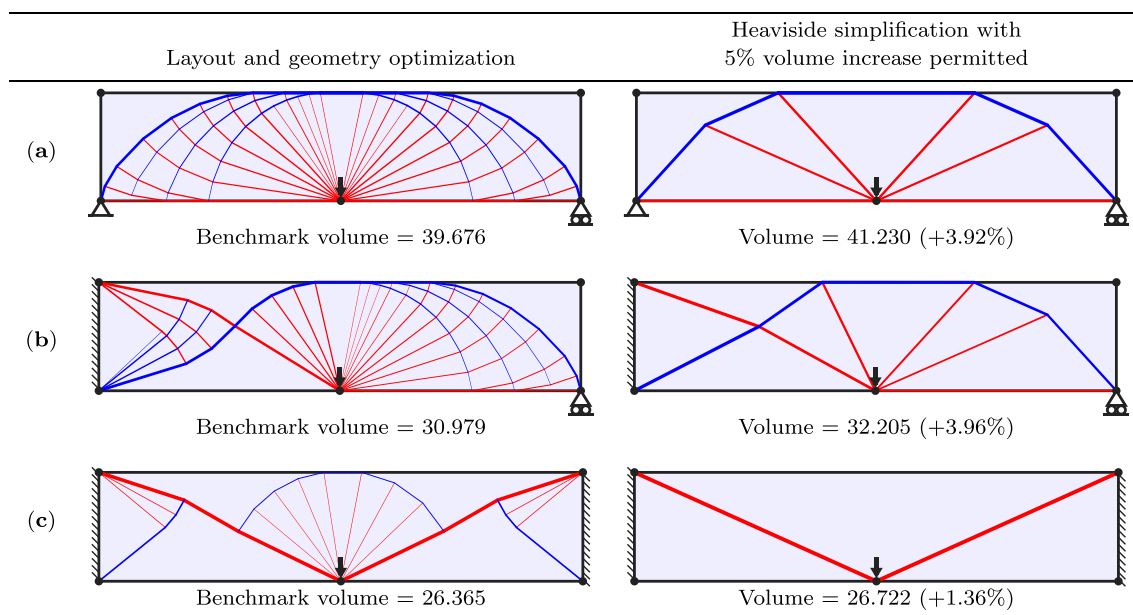 Layout and geometry optimization
Heaviside simplification with
5% volume increase permitted
(a)
Benchmark volume = 39.676
Volume = 41.230 (+3.92%)
(b)
Benchmark volume = 30.979
Volume = 32.205 (+3.96%)
(c)
Benchmark volume = 26.365
Volume = 26.722 (+1.36%)